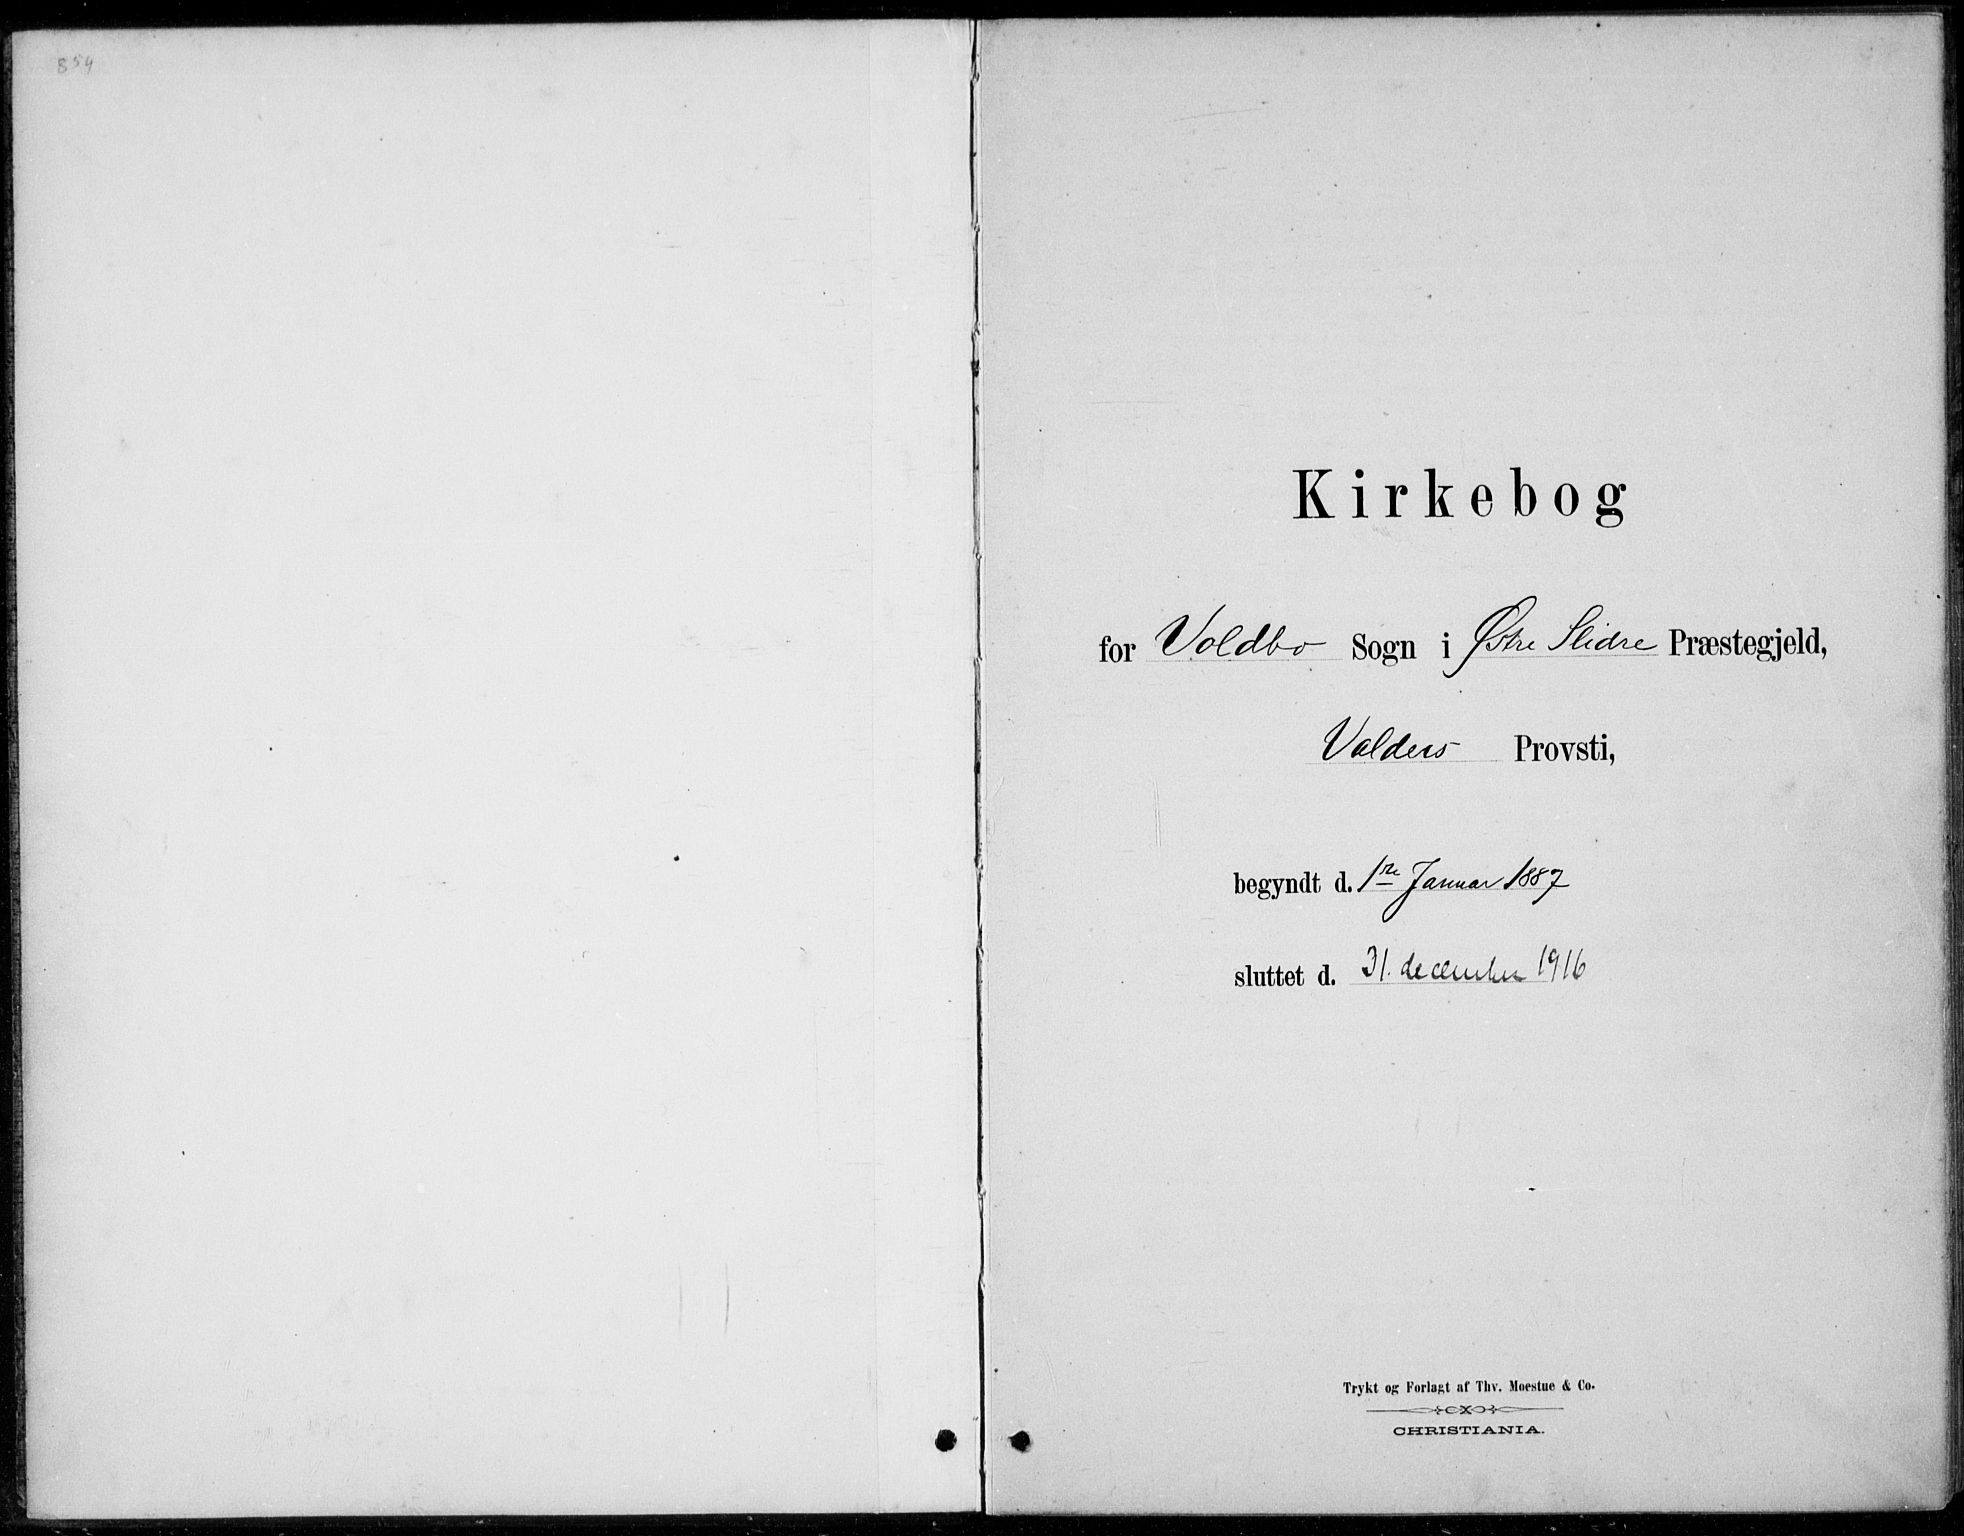 854
Kirkebog
for Voldbo Sogn i Østre Slidre Præstegjeld,
Valders Provsti,
begyndt d. 1ste Januar 1887
sluttet d. 31. december 1916
Trykt og Forlagt af Thv. Moestue & Co.
CHRISTIANIA.